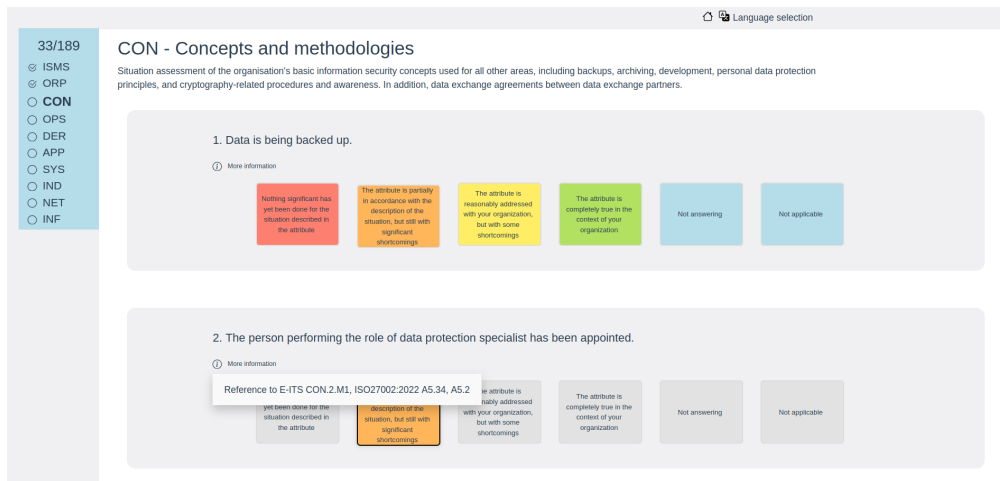 Language selection
33/189
ISMS
ORP
CON
OPS
DER
APP
SYS
IND
NET
INF
CON - Concepts and methodologies
Situation assessment of the organisation's basic information security concepts used for all other areas, including backups, archiving, development, personal data protection
principles, and cryptography-related procedures and awareness. In addition, data exchange agreements between data exchange partners.
1. Data is being backed up.
More information
Nothing significant has
yet been done for the
situation described in
the attribute
The attribute is partially
in accordance with the
description of the
situation, but still with
significant
shortcomings
The attribute is
reasonably addressed
with your organization,
but with some
shortcomings
The attribute is
completely true in the
context of your
organization
Not answering
Not applicable
2. The person performing the role of data protection specialist has been appointed.
More information
Reference to E-ITS CON.2.M1, ISO27002:2022 A5.34, A5.2
yet been done for the
situation described in
the attribute
description of the
situation, but still with
significant
shortcomings
attribute is
addressed
with your organization,
but with some
shortcomings
The attribute is
completely true in the
context of your
organization
Not answering
Not applicable